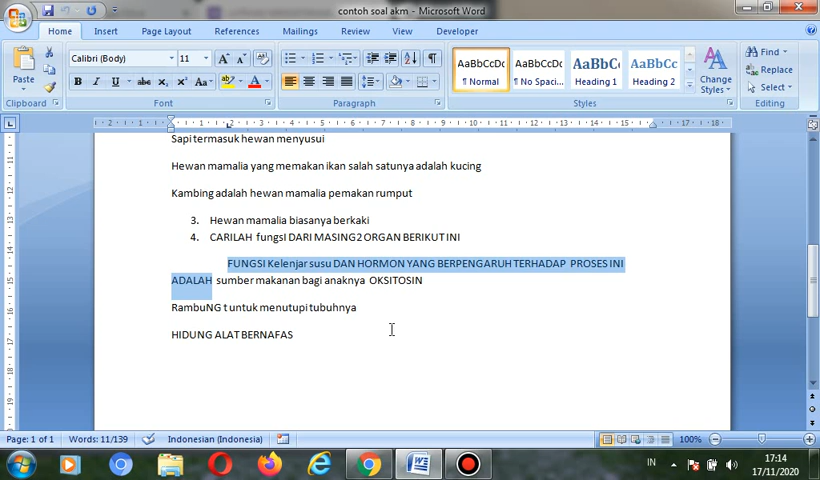 contoh soal akm - Microsoft Word
Home Insert Page Layout References Mailings Review View Developer
Calibri (Body) 11
Paste
Clipboard Font Paragraph Styles Editing
AaBbCcDc AaBbCcDc AaBbC AaBbCc
¶ Normal ¶ No Spaci... Heading 1 Heading 2
Change Styles
Find
Replace
Select
Sapi termasuk hewan menyusui
Hewan mamalia yang memakan ikan salah satunya adalah kucing
Kambing adalah hewan mamalia pemakan rumput
3. Hewan mamalia biasanya berkaki
4. CARILAH fungsI DARI MASING2 ORGAN BERIKUT INI
FUNGSI Kelenjar susu DAN HORMON YANG BERPENGARUH TERHADAP PROSES INI
ADALAH sumber makanan bagi anaknya OKSITOSIN
RambuNG t untuk menutipi tubuhnya
HIDUNG ALAT BERNAFAS
Page: 1 of 1 Words: 11/139 Indonesian (Indonesia) 100%
IN 17:14
17/11/2020